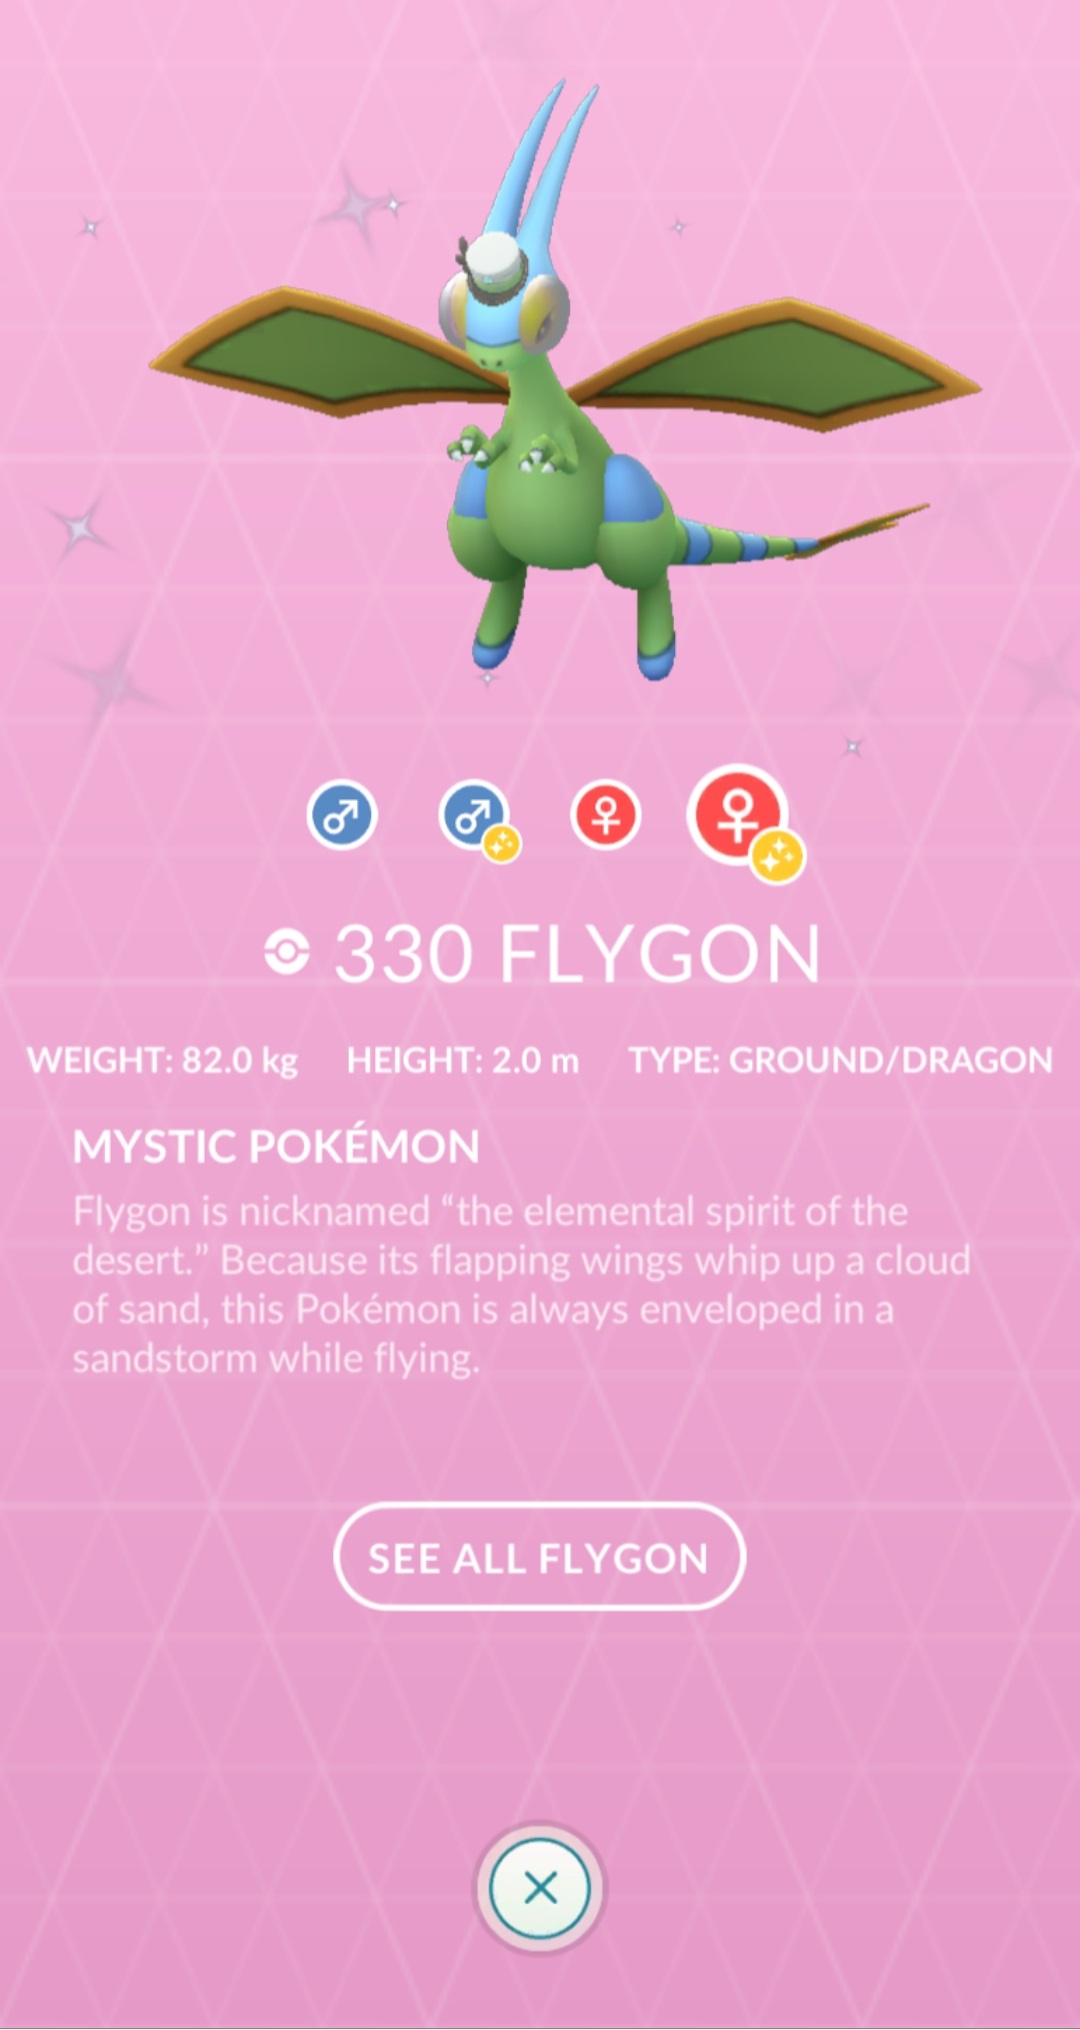 330 FLYGON
WEIGHT: 82.0 kg HEIGHT: 2.0 m TYPE: GROUND/DRAGON
MYSTIC POKÉMON
Flygon is nicknamed “the elemental spirit of the
desert.” Because its flapping wings whip up a cloud
of sand, this Pokémon is always enveloped in a
sandstorm while flying.
SEE ALL FLYGON